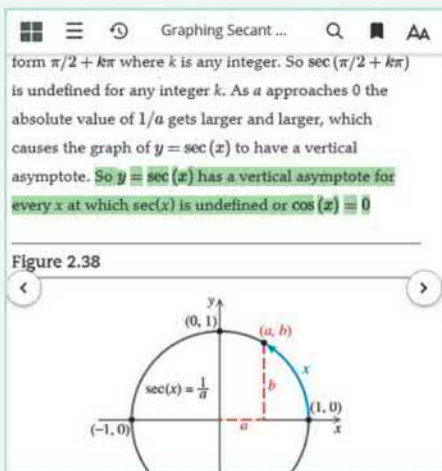 Graphing Secant ...
AA
form π/2 + kπ where k is any integer. So sec (π/2 + kπ)
is undefined for any integer k. As a approaches 0 the
absolute value of 1/a gets larger and larger, which
causes the graph of y = sec (x) to have a vertical
asymptote. So y = sec (x) has a vertical asymptote for
every x at which sec(x) is undefined or cos (x) = 0
Figure 2.38
y
(0, 1)
(a, b)
x
sec(x) = 1/a
b
(1, 0)
(−1, 0)
a
x